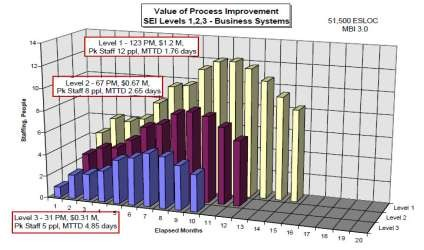 Value of Process Improvement
SEI Levels 1,2,3 - Business Systems
51,500 ESLOC
MBI 3.0
Level 1 - 123 PM, $1.2 M,
Pk Staff 12 ppl, MTTD 1.76 days
Level 2 - 67 PM, $0.67 M,
Pk Staff 8 ppl, MTTD 2.65 days
Level 3 - 31 PM, $0.31 M,
Pk Staff 5 ppl, MTTD 4.85 days
Staffing, People
14
12
10
8
6
4
2
0
1 2 3 4 5 6 7 8 9 10 11 12 13 14 15 16 17 18 19 20
Elapsed Months
Level 1
Level 2
Level 3